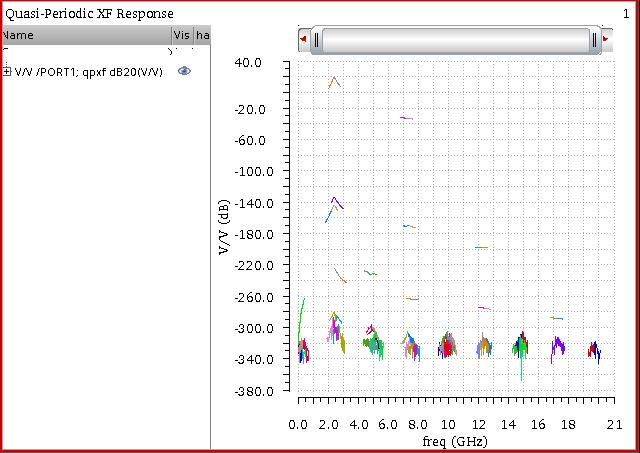 Quasi-Periodic XF Response
1
Name
Vis
ha
V/V /PORT1; qpxf dB20(V/V)
V/V (dB)
40.0
-20.0
-60.0
-100.0
-140.0
-180.0
-220.0
-260.0
-300.0
-340.0
-380.0
0.0 2.0 4.0 6.0 8.0 10 12 14 16 18 21
freq (GHz)